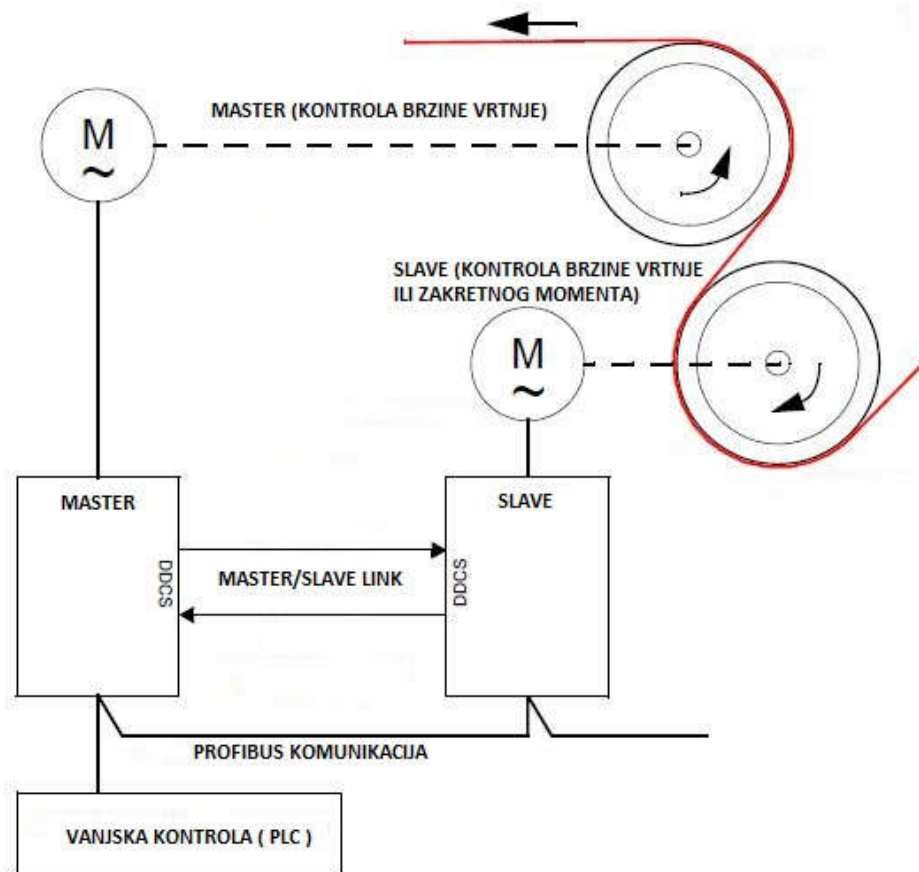 MASTER (KONTROLA BRZINE VRTNJE)
M
~
SLAVE (KONTROLA BRZINE VRTNJE
ILI ZAKRETNOG MOMENTA)
M
~
MASTER
SLAVE
DDCS
MASTER/SLAVE LINK
DDCS
PROFIBUS KOMUNIKACIJA
VANJSKA KONTROLA ( PLC )